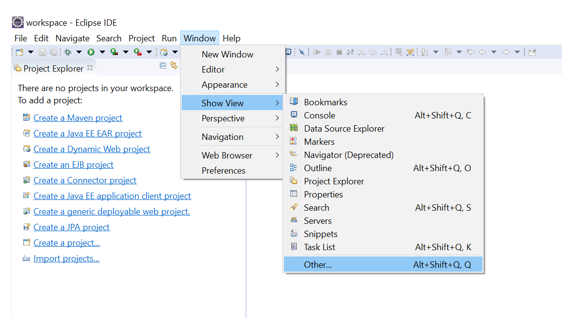 workspace - Eclipse IDE
File Edit Navigate Search Project Run Window Help
Project Explorer
There are no projects in your workspace.
To add a project:
Create a Maven project
Create a Java EE EAR project
Create a Dynamic Web project
Create an EJB project
Create a Connector project
Create a Java EE application client project
Create a generic deployable web project.
Create a JPA project
Create a project...
Import projects...
New Window
Editor
Appearance
Show View
Perspective
Navigation
Web Browser
Preferences
Bookmarks
Console Alt+Shift+Q, C
Data Source Explorer
Markers
Navigator (Deprecated)
Outline Alt+Shift+Q, O
Project Explorer
Properties
Search Alt+Shift+Q, S
Servers
Snippets
Task List Alt+Shift+Q, K
Other... Alt+Shift+Q, Q